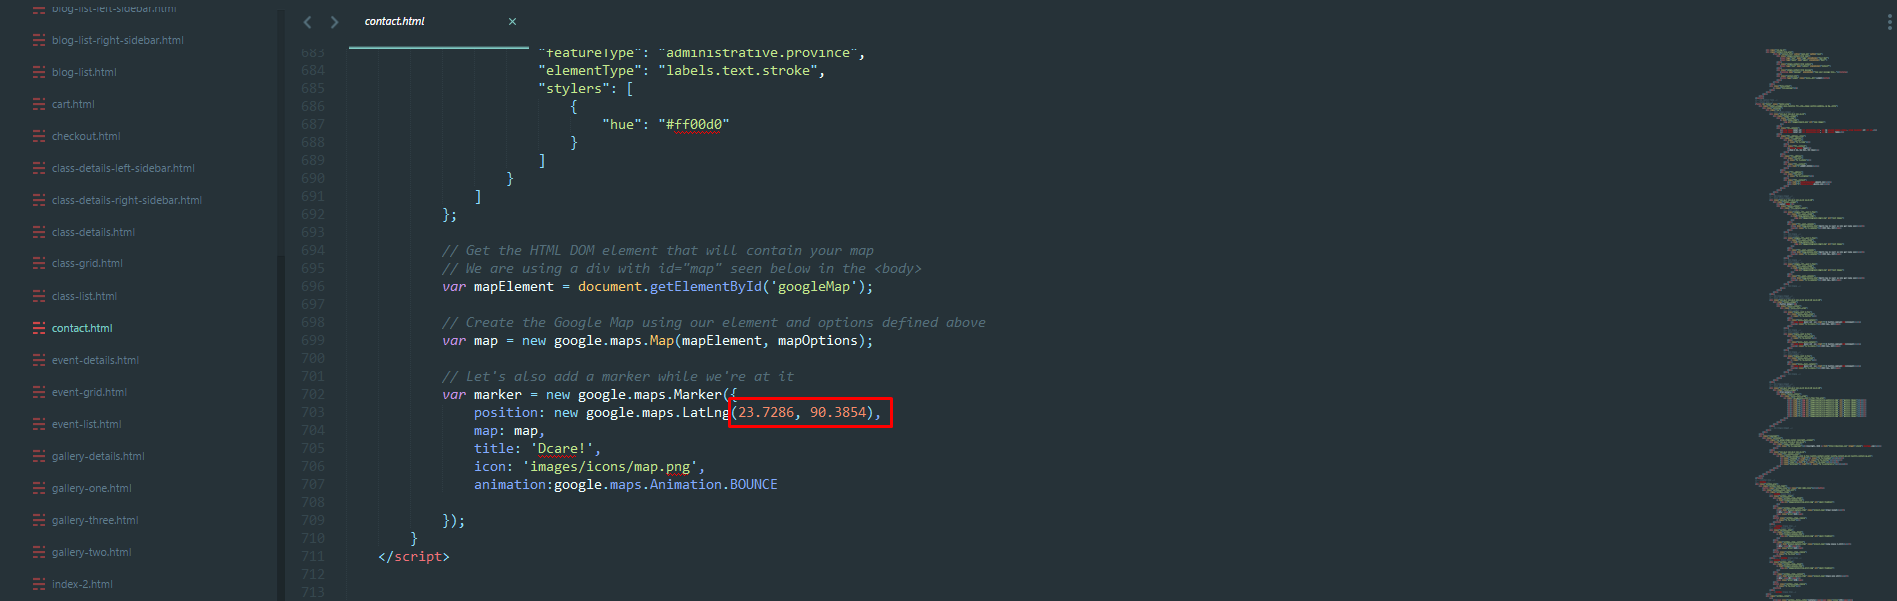 blog-list-left-sidebar.html
blog-list-right-sidebar.html
blog-list.html
cart.html
checkout.html
class-details-left-sidebar.html
class-details-right-sidebar.html
class-details.html
class-grid.html
class-list.html
contact.html
event-details.html
event-grid.html
event-list.html
gallery-details.html
gallery-one.html
gallery-three.html
gallery-two.html
index-2.html
contact.html ×
683 "featureType": "administrative.province",
684 "elementType": "labels.text.stroke",
685 "stylers": [
686 {
687 "hue": "#ff00d0"
688 }
689 ]
690 }
691 ]
692 };
693
694 // Get the HTML DOM element that will contain your map
695 // We are using a div with id="map" seen below in the <body>
696 var mapElement = document.getElementById('googleMap');
697
698 // Create the Google Map using our element and options defined above
699 var map = new google.maps.Map(mapElement, mapOptions);
700
701 // Let's also add a marker while we're at it
702 var marker = new google.maps.Marker({
703 position: new google.maps.LatLng(23.7286, 90.3854),
704 map: map,
705 title: 'Dcare!',
706 icon: 'images/icons/map.png',
707 animation:google.maps.Animation.BOUNCE
708
709 });
710 }
711 </script>
712
713